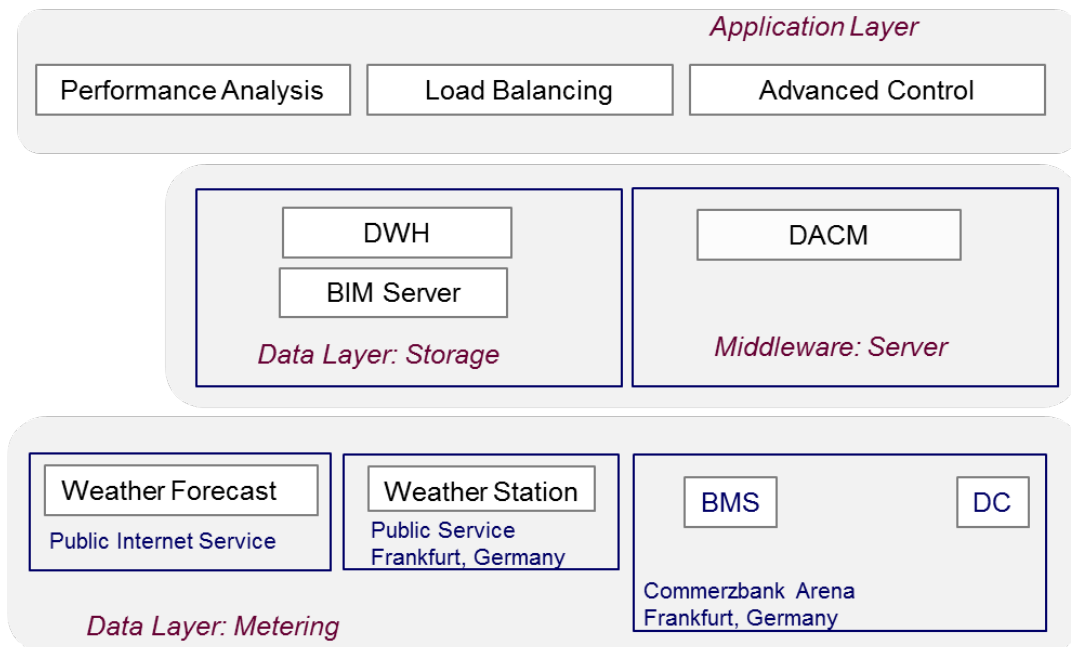 Application Layer
Performance Analysis
Load Balancing
Advanced Control
DWH
BIM Server
Data Layer: Storage
DACM
Middleware: Server
Weather Forecast
Public Internet Service
Weather Station
Public Service
Frankfurt, Germany
BMS
DC
Commerzbank Arena
Frankfurt, Germany
Data Layer: Metering